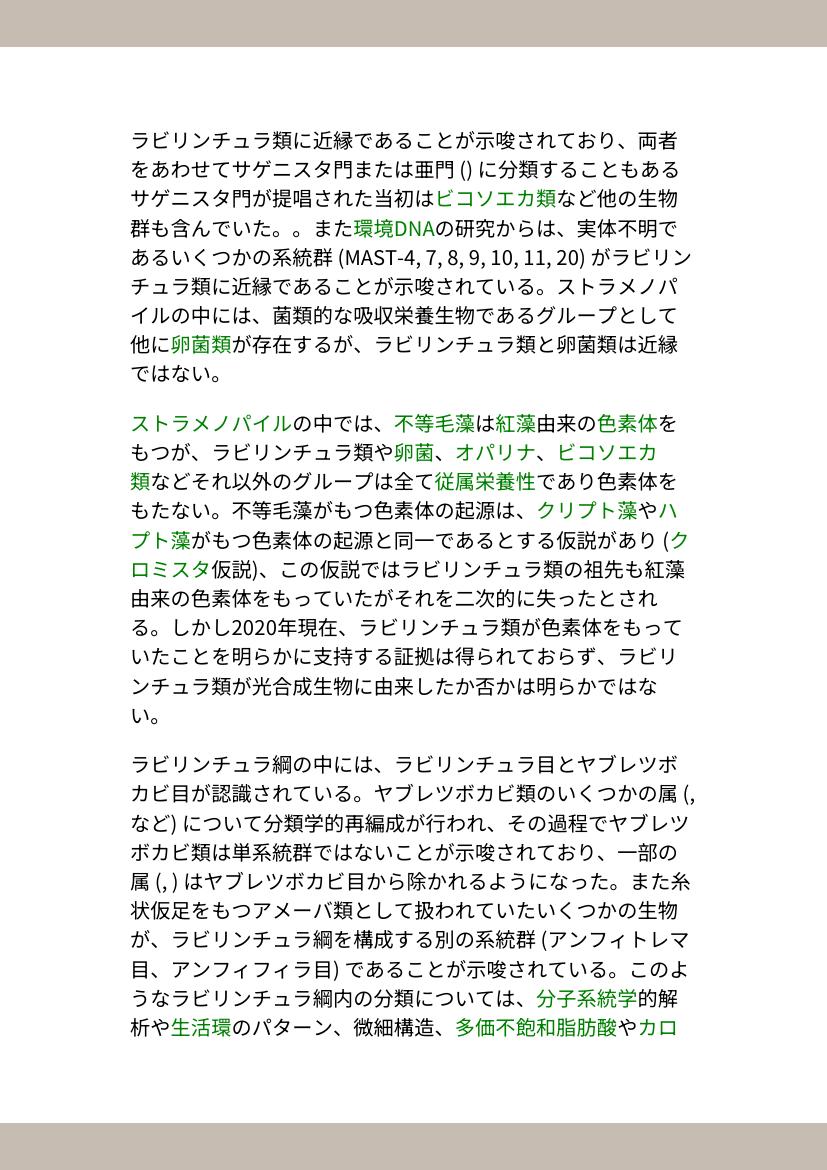 ラビリンチュラ類に近縁であることが示唆されており、両者
をあわせてサゲニスタ門または亜門 () に分類することもある
サゲニスタ門が提唱された当初はビコソエカ類など他の生物
群も含んでいた。。また環境DNAの研究からは、実体不明で
あるいくつかの系統群 (MAST-4, 7, 8, 9, 10, 11, 20) がラビリン
チュラ類に近縁であることが示唆されている。ストラメノパ
イルの中には、菌類的な吸収栄養生物であるグループとして
他に卵菌類が存在するが、ラビリンチュラ類と卵菌類は近縁
ではない。
ストラメノパイルの中では、不等毛藻は紅藻由来の色素体を
もつが、ラビリンチュラ類や卵菌、オパリナ、ビコソエカ
類などそれ以外のグループは全て従属栄養性であり色素体を
もたない。不等毛藻がもつ色素体の起源は、クリプト藻やハ
プト藻がもつ色素体の起源と同一であるとする仮説があり (ク
ロミスタ仮説)、この仮説ではラビリンチュラ類の祖先も紅藻
由来の色素体をもっていたがそれを二次的に失ったとされ
る。しかし2020年現在、ラビリンチュラ類が色素体をもって
いたことを明らかに支持する証拠は得られておらず、ラビリ
ンチュラ類が光合成生物に由来したか否かは明らかではな
い。
ラビリンチュラ綱の中には、ラビリンチュラ目とヤブレツボ
カビ目が認識されている。ヤブレツボカビ類のいくつかの属 (,
など) について分類学的再編成が行われ、その過程でヤブレツ
ボカビ類は単系統群ではないことが示唆されており、一部の
属 (, ) はヤブレツボカビ目から除かれるようになった。また糸
状仮足をもつアメーバ類として扱われていたいくつかの生物
が、ラビリンチュラ綱を構成する別の系統群 (アンフィトレマ
目、アンフィフィラ目) であることが示唆されている。このよ
うなラビリンチュラ綱内の分類については、分子系統学的解
析や生活環のパターン、微細構造、多価不飽和脂肪酸やカロ